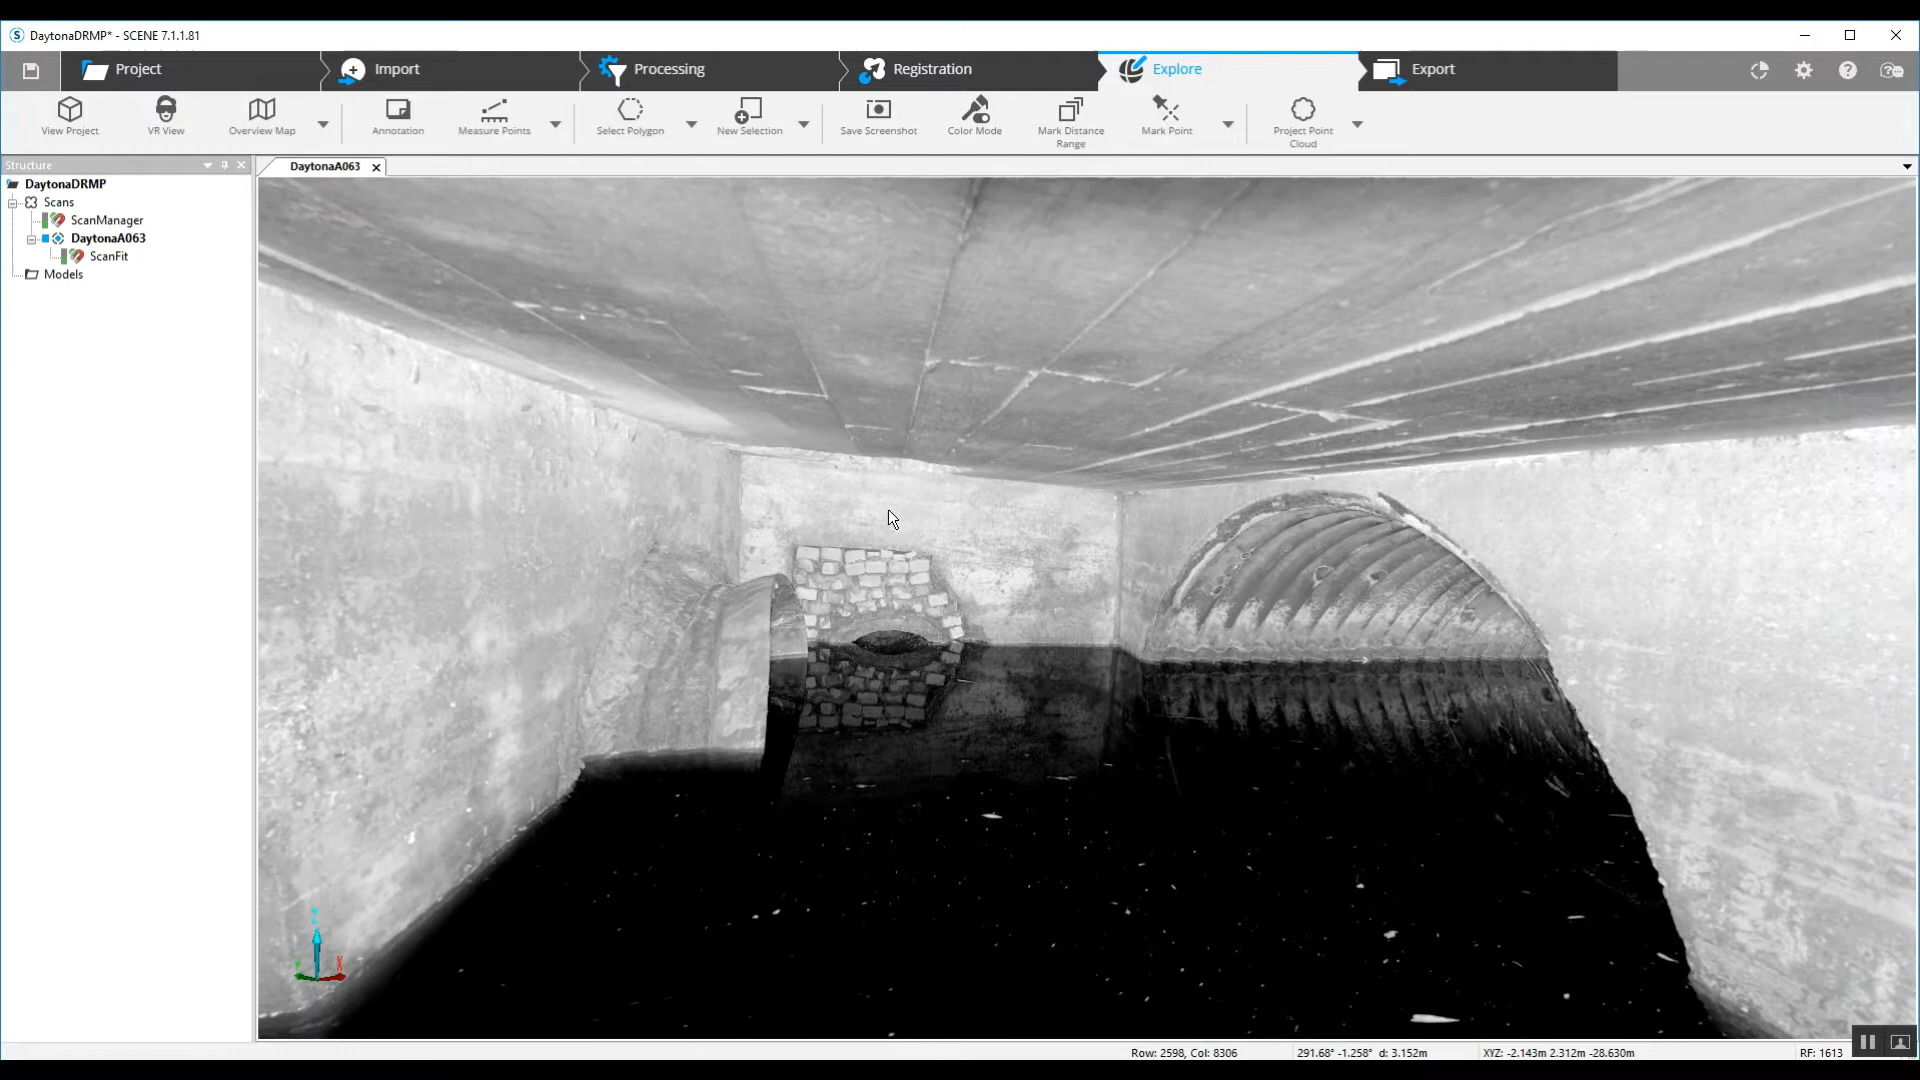 DaytonaDRMP* - SCENE 7.1.1.81
Project
Import
Processing
Registration
Explore
Export
View Project
VR View
Overview Map
Annotation
Measure Points
Select Polygon
New Selection
Save Screenshot
Color Mode
Mark Distance
Range
Mark Point
Project Point
Cloud
Structure
DaytonaA063
DaytonaDRMP
Scans
ScanManager
DaytonaA063
ScanFit
Models
Z
Y
X
Row: 2598, Col: 8306
291.68° -1.258° d: 3.152m
XYZ: -2.143m 2.312m -28.630m
RF: 1613